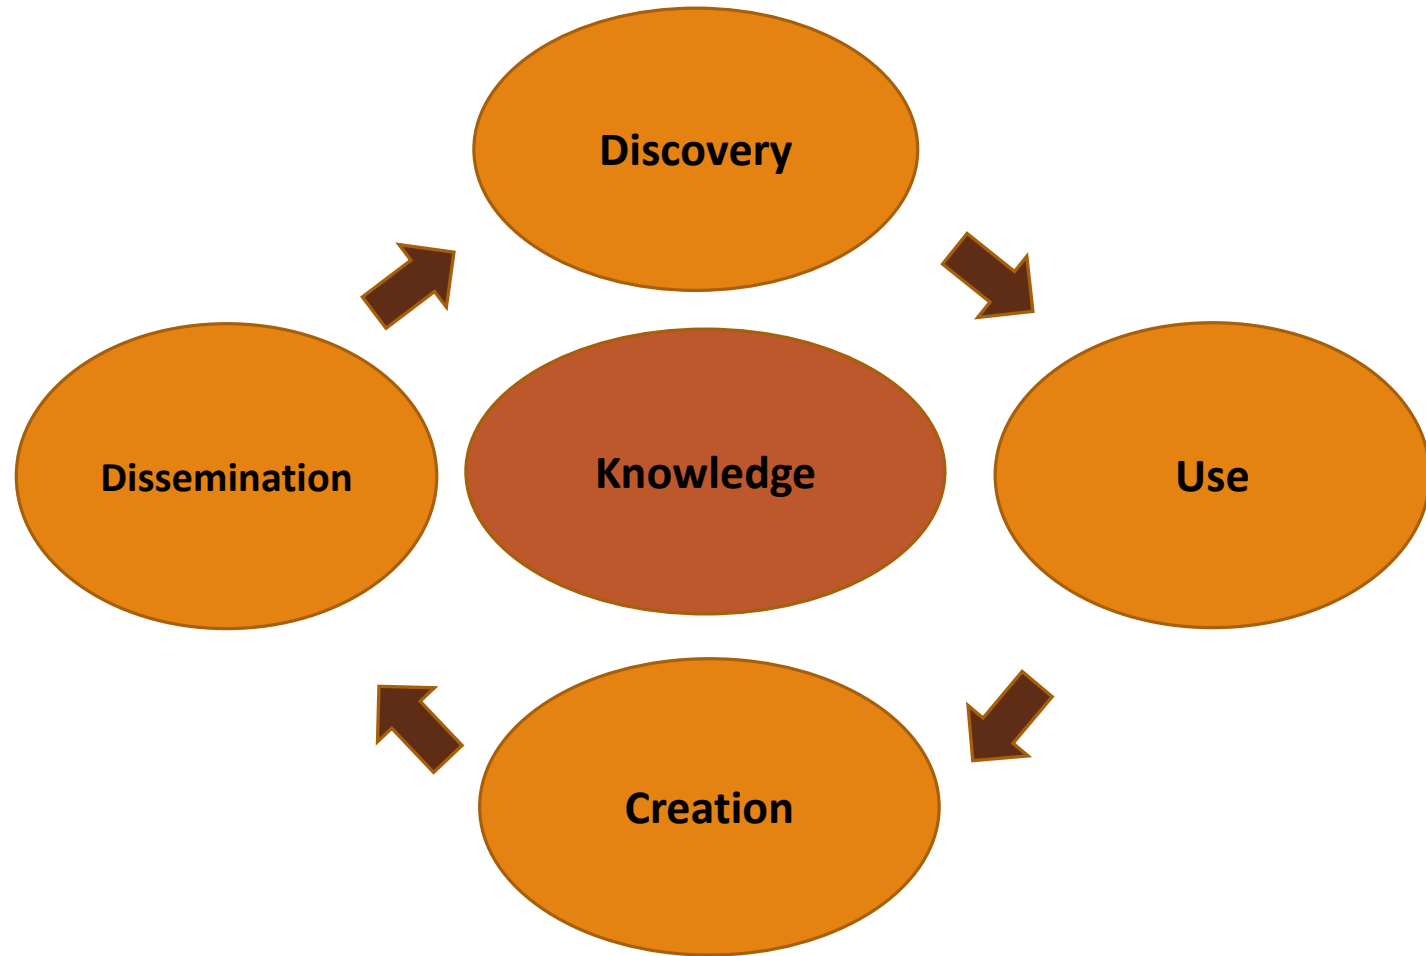 Discovery
Dissemination
Knowledge
Use
Creation